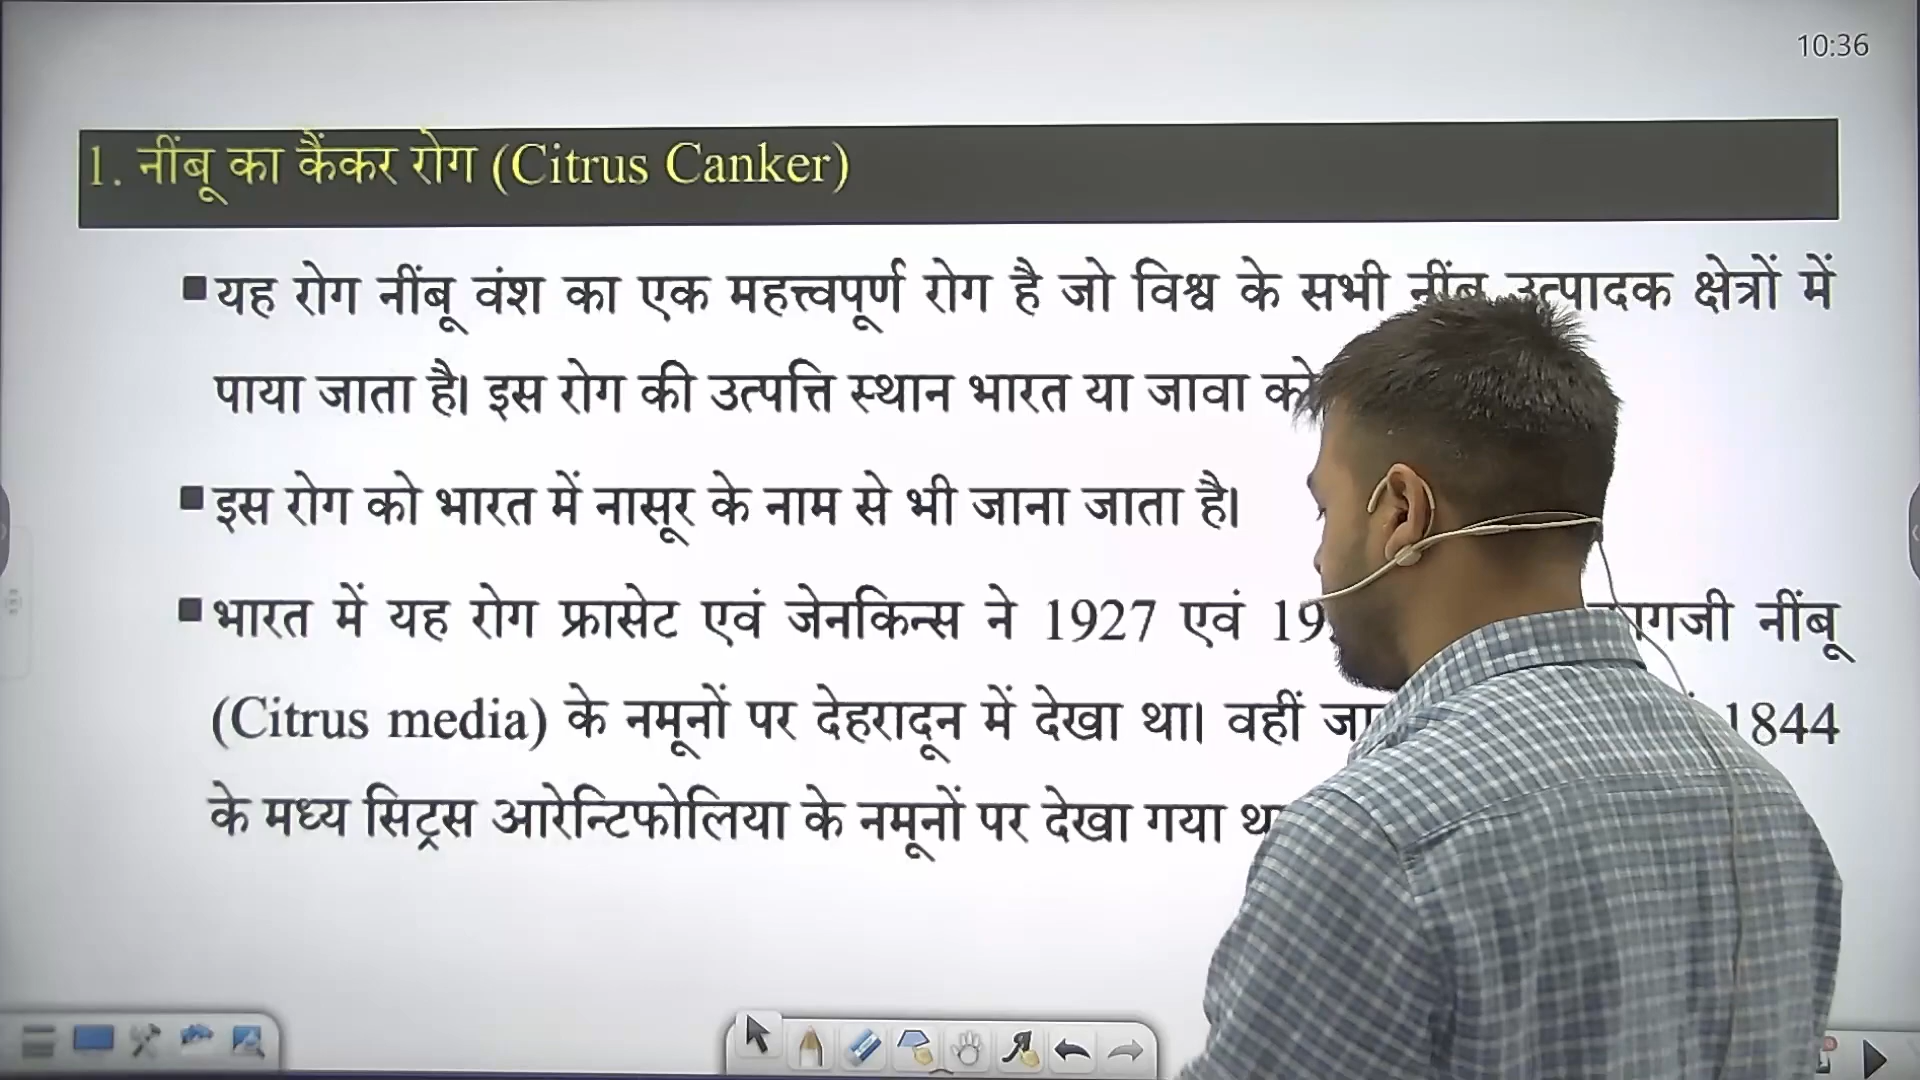 10:36
1. नींबू का कैंकर रोग (Citrus Canker)
यह रोग नींबू वंश का एक महत्त्वपूर्ण रोग है जो विश्व के सभी नींबू उत्पादक क्षेत्रों में
पाया जाता है। इस रोग की उत्पत्ति स्थान भारत या जावा को
इस रोग को भारत में नासूर के नाम से भी जाना जाता है।
भारत में यह रोग फ्रासेट एवं जेनकिन्स ने 1927 एवं नींबू
(Citrus media) के नमूनों पर देहरादून में देखा था। वहीं 1844
के मध्य सिट्रस आरेन्टिफोलिया के नमूनों पर देखा गया